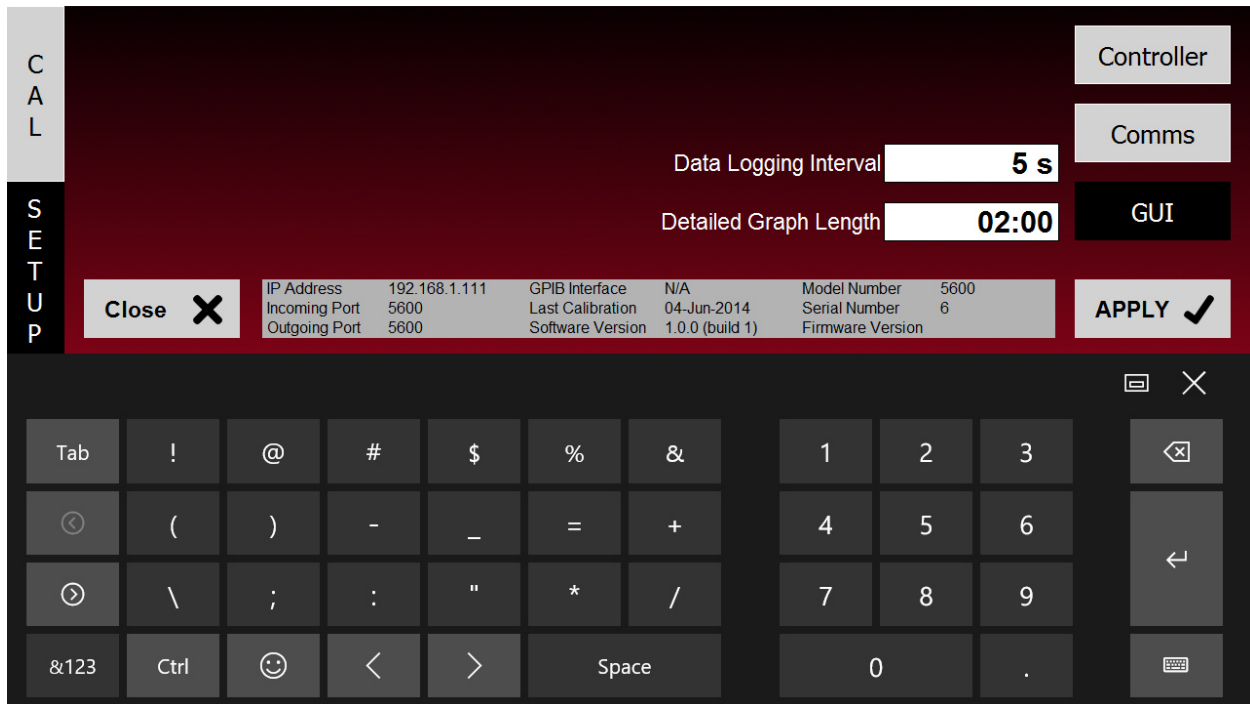 CAL
SETUP
Controller
Comms
GUI
Data Logging Interval 5 s
Detailed Graph Length 02:00
Close
IP Address 192.168.1.111 GPIB Interface N/A Model Number 5600
Incoming Port 5600 Last Calibration 04-Jun-2014 Serial Number 6
Outgoing Port 5600 Software Version 1.0.0 (build 1) Firmware Version
APPLY
Tab ! @ # $ % & 1 2 3
( ) - _ = + 4 5 6
\ ; : " * / 7 8 9
&123 Ctrl < > Space 0 .